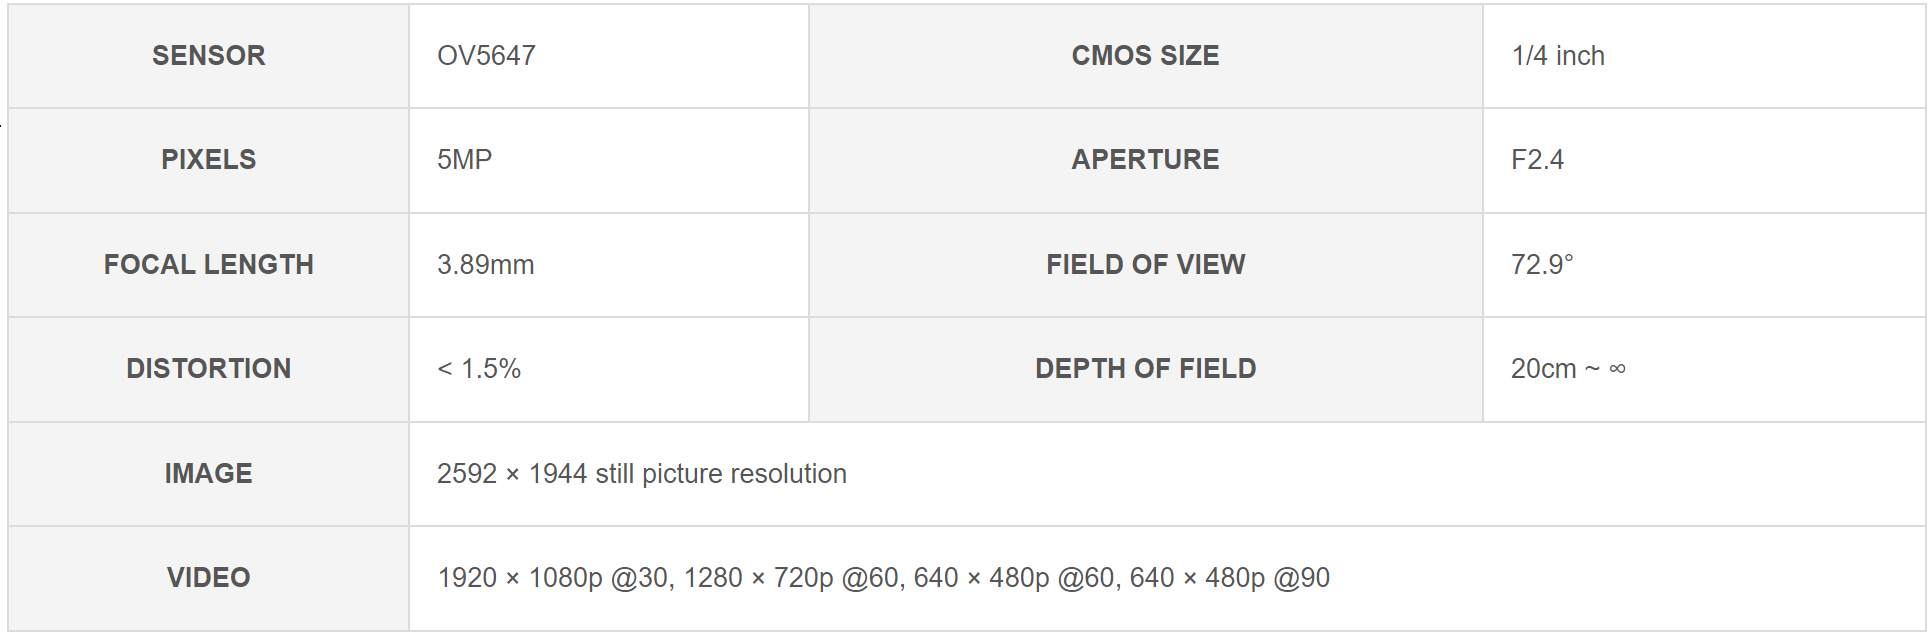 SENSOR OV5647 CMOS SIZE 1/4 inch
PIXELS 5MP APERTURE F2.4
FOCAL LENGTH 3.89mm FIELD OF VIEW 72.9°
DISTORTION < 1.5% DEPTH OF FIELD 20cm ~ ∞
IMAGE 2592 × 1944 still picture resolution
VIDEO 1920 × 1080p @30, 1280 × 720p @60, 640 × 480p @60, 640 × 480p @90